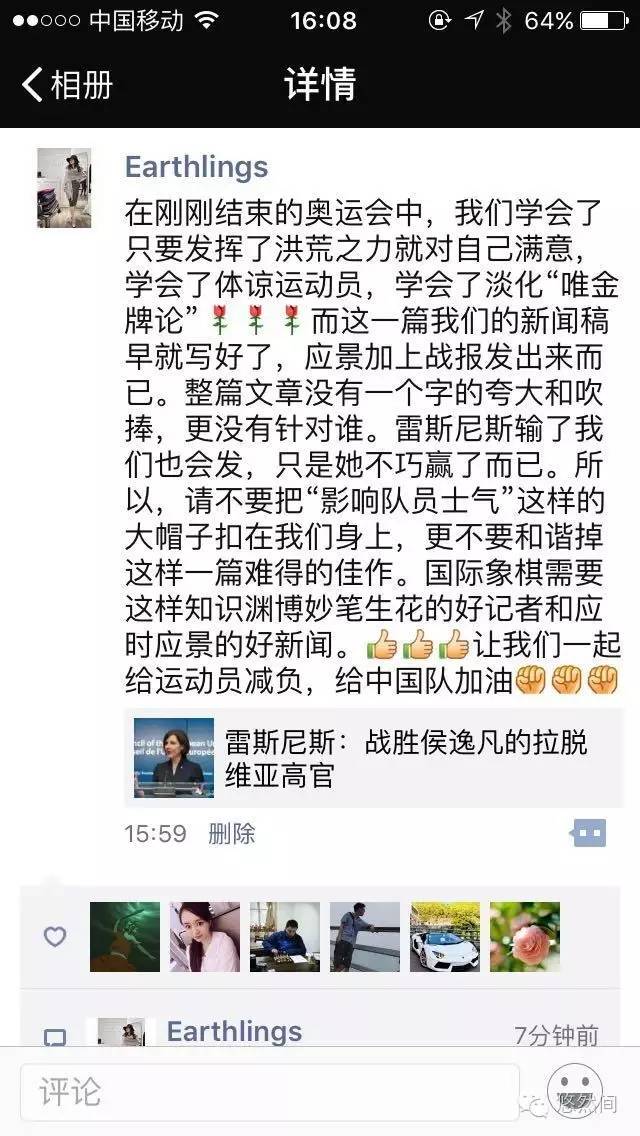 中国移动 16:08 64%
相册 详情
Earthlings
在刚刚结束的奥运会中，我们学会了
只要发挥了洪荒之力就对自己满意，
学会了体谅运动员，学会了淡化“唯金
牌论”🌹🌹🌹而这一篇我们的新闻稿
早就写好了，应景加上战报发出来而
已。整篇文章没有一个字的夸大和吹
捧，更没有针对谁。雷斯尼斯输了我
们也会发，只是她不巧赢了而已。所
以，请不要把“影响队员士气”这样的
大帽子扣在我们身上，更不要和谐掉
这样一篇难得的佳作。国际象棋需要
这样知识渊博妙笔生花的好记者和应
时应景的好新闻。👍👍👍让我们一起
给运动员减负，给中国队加油✊✊✊
雷斯尼斯：战胜侯逸凡的拉脱
维亚高官
15:59 删除
Earthlings 7分钟前
评论
悠然间